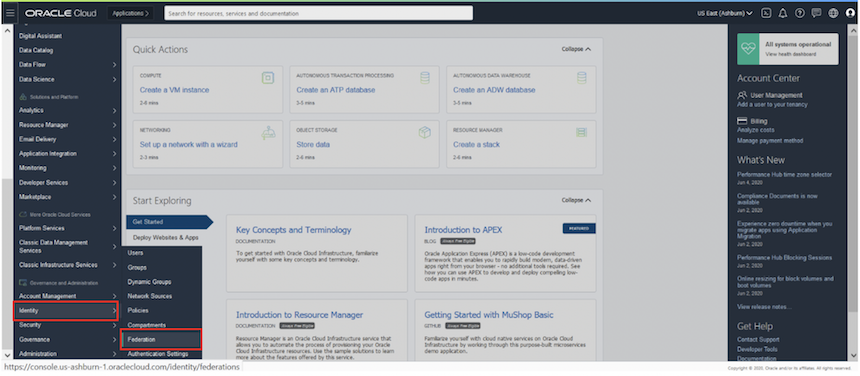 ORACLE Cloud
Applications >
Search for resources, services and documentation
US East (Ashburn)
Digital Assistant
Data Catalog
Data Flow
Data Science
Solutions and Platform
Analytics
Resource Manager
Email Delivery
Application Integration
Monitoring
Developer Services
Marketplace
More Oracle Cloud Services
Platform Services
Classic Data Management
Services
Classic Infrastructure Services
Governance and Administration
Account Management
Identity
Security
Governance
Administration
Users
Groups
Dynamic Groups
Network Sources
Policies
Compartments
Federation
Authentication Settings
Quick Actions
Collapse
COMPUTE
Create a VM instance
2-6 mins
AUTONOMOUS TRANSACTION PROCESSING
Create an ATP database
3-5 mins
AUTONOMOUS DATA WAREHOUSE
Create an ADW database
3-5 mins
NETWORKING
Set up a network with a wizard
2-3 mins
OBJECT STORAGE
Store data
2-6 mins
RESOURCE MANAGER
Create a stack
2-6 mins
Start Exploring
Collapse
Get Started
Deploy Websites & Apps
Key Concepts and Terminology
DOCUMENTATION
To get started with Oracle Cloud Infrastructure, familiarize
yourself with some key concepts and terminology.
FEATURED
Introduction to APEX
BLOG Always Free Eligible
Oracle Application Express (APEX) is a low-code development
framework that enables you to rapidly build modern, data-driven
apps right from your browser - no additional tools required. See
how you can use APEX to develop and deploy compelling low-
code apps in minutes.
Introduction to Resource Manager
DOCUMENTATION Always Free Eligible
Resource Manager is an Oracle Cloud Infrastructure service that
allows you to automate the process of provisioning your Oracle
Cloud Infrastructure resources. Use the sample solutions to learn
more about the features offered by this service.
Getting Started with MuShop Basic
GITHUB Always Free Eligible
Familiarize yourself with cloud native services on Oracle Cloud
Infrastructure by working through the purpose-built microservices
demo application.
All systems operational
View health dashboard
Account Center
User Management
Add a user to your tenancy
Billing
Analyze costs
Manage payment method
What's New
Performance Hub time zone selector
Jan 4, 2020
Compliance Documents is now
available
Jan 2, 2020
Experience zero downtime when you
migrate apps using Application
Migration
Jan 2, 2020
Performance Hub Blocking Sessions
Jan 2, 2020
Online resizing for block volumes and
boot volumes
Jan 2, 2020
View release notes...
Get Help
Contact Support
Developer Tools
Documentation
https://console.us-ashburn-1.oraclecloud.com/identity/federations
Copyright © 2020, Oracle and/or its affiliates. All rights reserved.